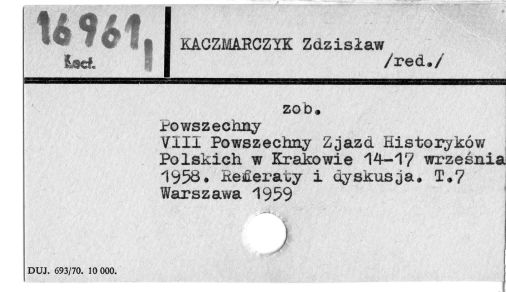 16961 I
KACZMARCZYK Zdzisław
/red./
zob.
Powszechny
VIII Powszechny Zjazd Historyków
Polskich w Krakowie 14-17 września
1958. Referaty i dyskusja. T.7
Warszawa 1959
DUJ. 693/70. 10 000.